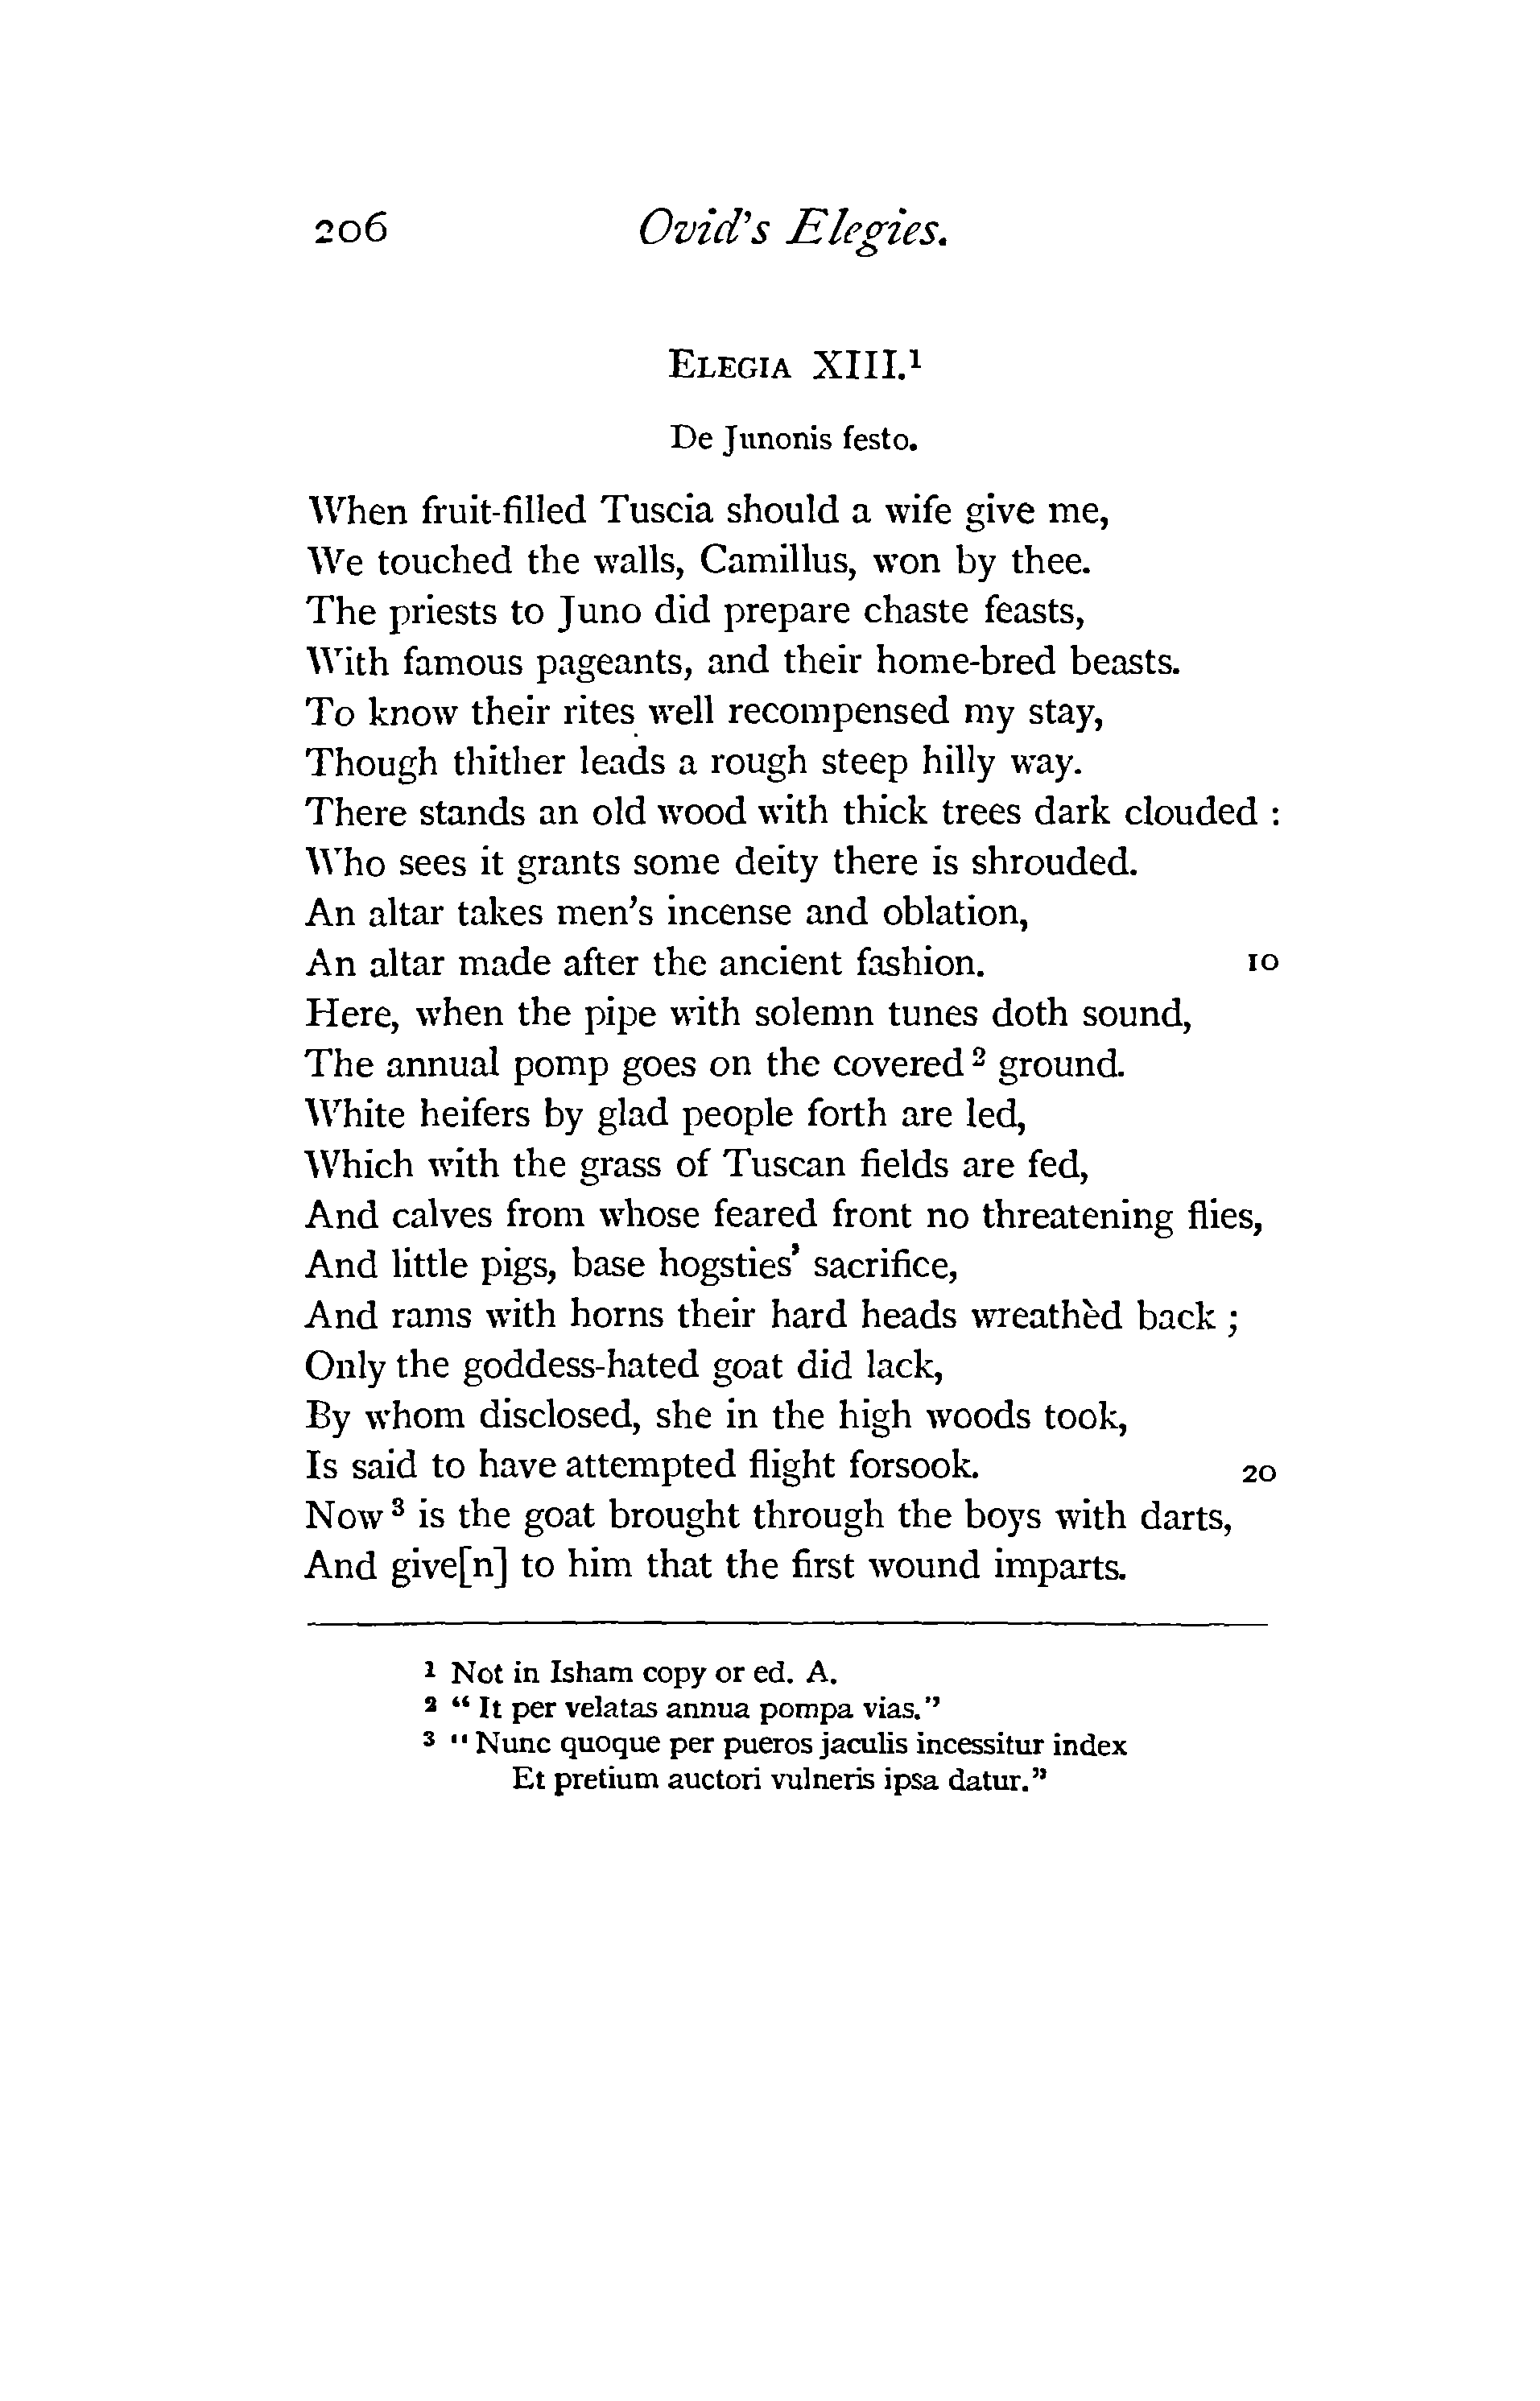 206 Ovid's Elegies.
ELEGIA XIII.¹
De Junonis festo.
When fruit-filled Tuscia should a wife give me,
We touched the walls, Camillus, won by thee.
The priests to Juno did prepare chaste feasts,
With famous pageants, and their home-bred beasts.
To know their rites well recompensed my stay,
Though thither leads a rough steep hilly way.
There stands an old wood with thick trees dark clouded :
Who sees it grants some deity there is shrouded.
An altar takes men's incense and oblation,
An altar made after the ancient fashion. 10
Here, when the pipe with solemn tunes doth sound,
The annual pomp goes on the covered ² ground.
White heifers by glad people forth are led,
Which with the grass of Tuscan fields are fed,
And calves from whose feared front no threatening flies,
And little pigs, base hogsties' sacrifice,
And rams with horns their hard heads wreathèd back ;
Only the goddess-hated goat did lack,
By whom disclosed, she in the high woods took,
Is said to have attempted flight forsook. 20
Now ³ is the goat brought through the boys with darts,
And give[n] to him that the first wound imparts.
¹ Not in Isham copy or ed. A.
² “ It per velatas annua pompa vias.”
³ “ Nunc quoque per pueros jaculis incessitur index
Et pretium auctori vulneris ipsa datur.”